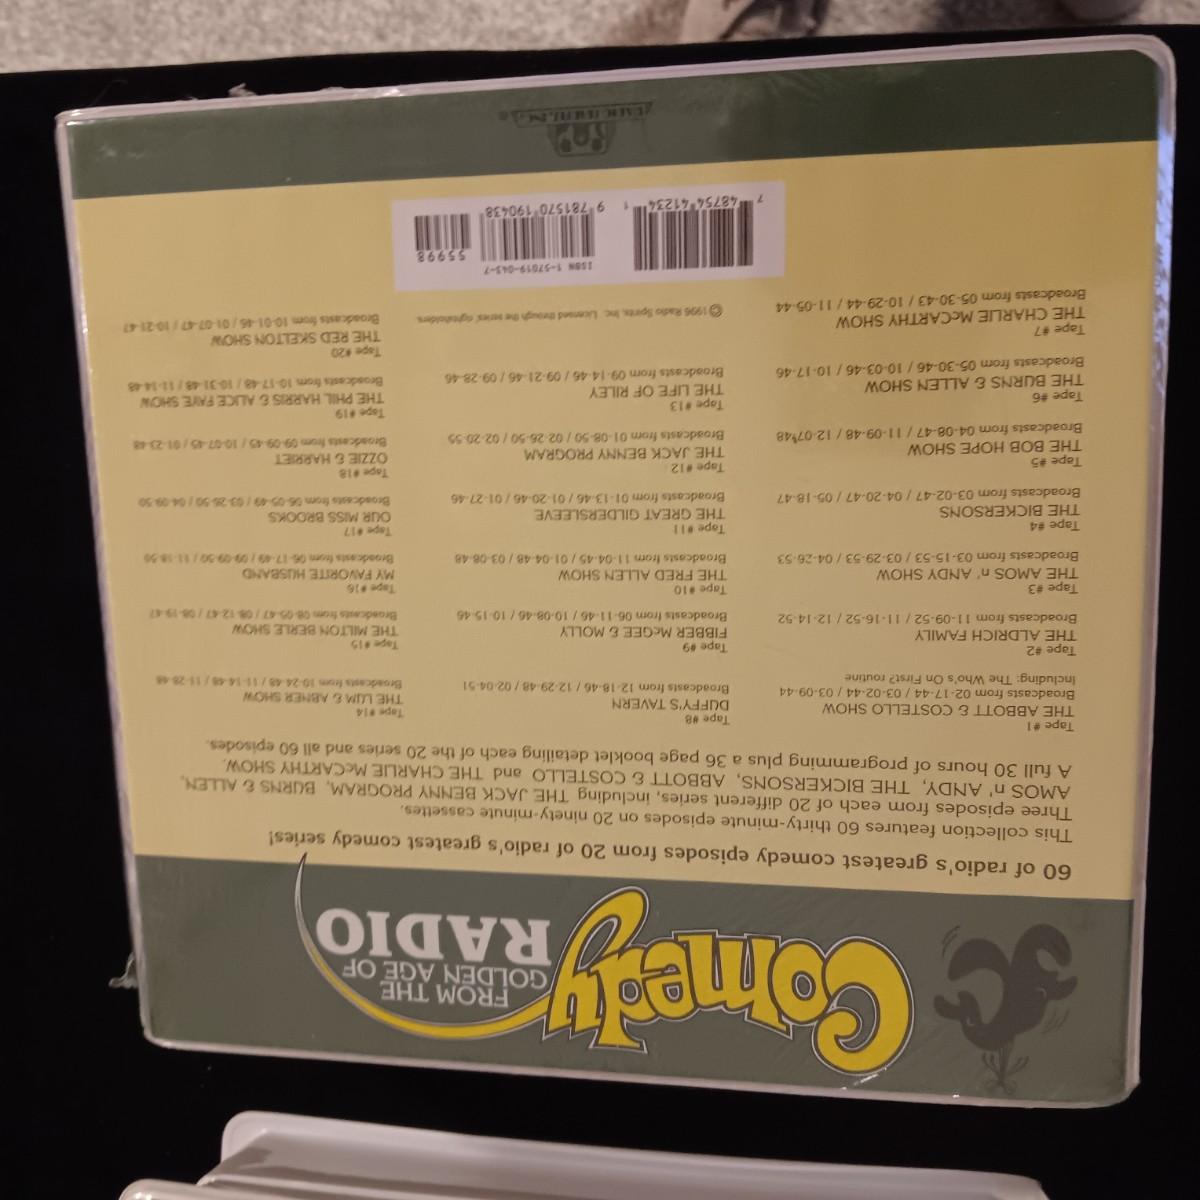 Comedy
FROM THE
GOLDEN AGE OF
RADIO
60 of radio's greatest comedy episodes from 20 of radio's greatest comedy series!
This collection features 60 thirty-minute episodes on 20 ninety-minute cassettes.
Three episodes from each of 20 different series, including THE JACK BENNY PROGRAM, BURNS & ALLEN,
AMOS n' ANDY, THE BICKERSONS, ABBOTT & COSTELLO and THE CHARLIE McCARTHY SHOW.
A full 30 hours of programming plus a 36 page booklet detailing each of the 20 series and all 60 episodes.
Tape #1
THE ABBOTT & COSTELLO SHOW
Broadcasts from 02-17-44 / 03-02-44 / 03-09-44
Including: The Who's On First? routine
Tape #2
THE ALDRICH FAMILY
Broadcasts from 11-09-52 / 11-16-52 / 12-14-52
Tape #3
THE AMOS n' ANDY SHOW
Broadcasts from 03-15-53 / 03-29-53 / 04-26-53
Tape #4
THE BICKERSONS
Broadcasts from 03-02-47 / 04-20-47 / 05-18-47
Tape #5
THE BOB HOPE SHOW
Broadcasts from 04-08-47 / 11-09-48 / 12-07-48
Tape #6
THE BURNS & ALLEN SHOW
Broadcasts from 05-30-46 / 10-03-46 / 10-17-46
Tape #7
THE CHARLIE McCARTHY SHOW
Broadcasts from 05-30-43 / 10-29-44 / 11-05-44
Tape #8
DUFFY'S TAVERN
Broadcasts from 12-18-46 / 12-29-48 / 02-04-51
Tape #9
FIBBER McGEE & MOLLY
Broadcasts from 06-11-46 / 10-08-46 / 10-15-46
Tape #10
THE FRED ALLEN SHOW
Broadcasts from 11-04-45 / 01-04-48 / 03-08-48
Tape #11
THE GREAT GILDERSLEEVE
Broadcasts from 01-13-46 / 01-20-46 / 01-27-46
Tape #12
THE JACK BENNY PROGRAM
Broadcasts from 01-08-50 / 02-26-50 / 02-20-55
Tape #13
THE LIFE OF RILEY
Broadcasts from 09-14-46 / 09-21-46 / 09-28-46
© 1996 Radio Spirits, Inc. Licensed through the series' rightsholders.
Tape #14
THE LUM & ABNER SHOW
Broadcasts from 10-24-48 / 11-14-48 / 11-28-48
Tape #15
THE MILTON BERLE SHOW
Broadcasts from 08-05-47 / 08-12-47 / 08-19-47
Tape #16
MY FAVORITE HUSBAND
Broadcasts from 06-17-49 / 09-09-50 / 11-18-50
Tape #17
OUR MISS BROOKS
Broadcasts from 06-05-49 / 03-26-50 / 04-09-50
Tape #18
OZZIE & HARRIET
Broadcasts from 09-09-45 / 10-07-45 / 01-23-48
Tape #19
THE PHIL HARRIS & ALICE FAYE SHOW
Broadcasts from 10-17-48 / 10-31-48 / 11-14-48
Tape #20
THE RED SKELTON SHOW
Broadcasts from 10-01-46 / 01-07-47 / 10-21-47
7 48754 41234 1
ISBN 1-57019-043-7
9 781570 190438
55998